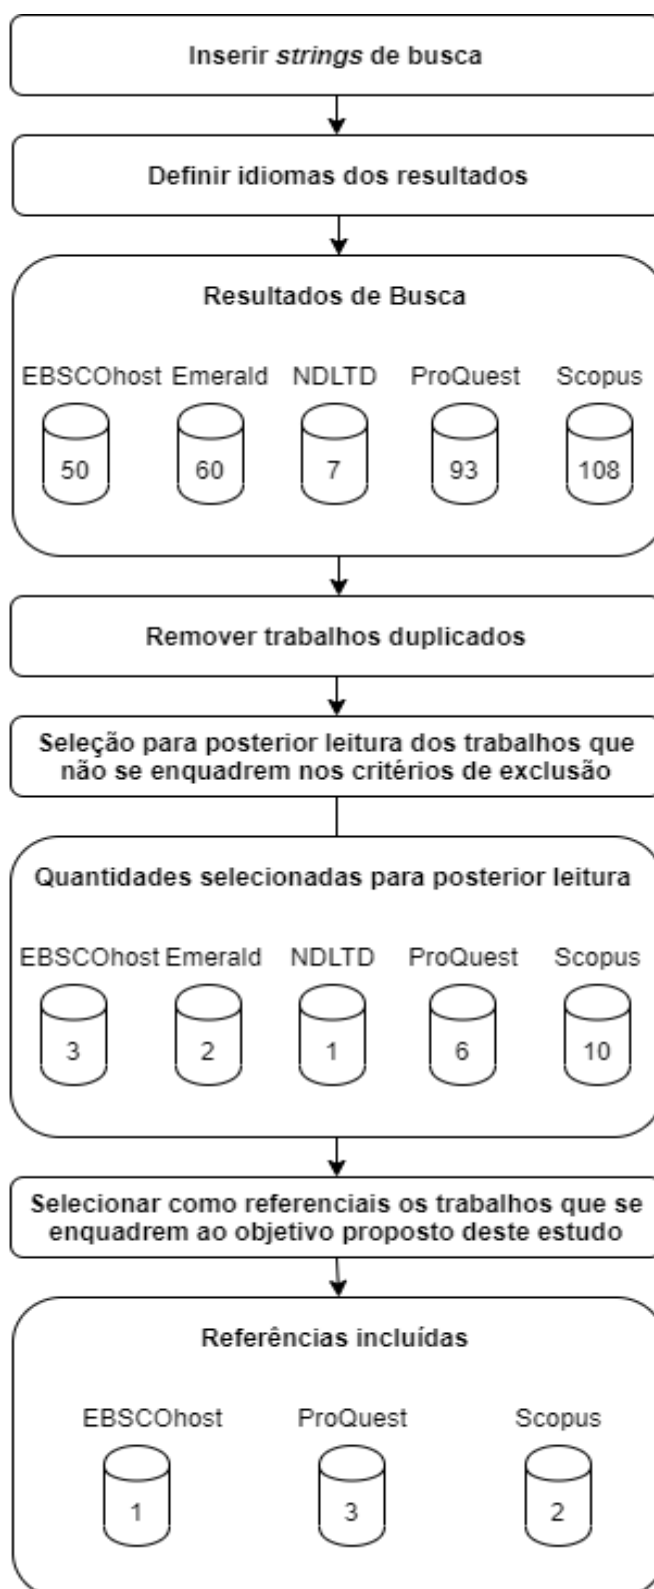 Inserir strings de busca
Definir idiomas dos resultados
Resultados de Busca
EBSCOhost Emerald NDLTD ProQuest Scopus
50 60 7 93 108
Remover trabalhos duplicados
Seleção para posterior leitura dos trabalhos que
não se enquadrem nos critérios de exclusão
Quantidades selecionadas para posterior leitura
EBSCOhost Emerald NDLTD ProQuest Scopus
3 2 1 6 10
Selecionar como referenciais os trabalhos que se
enquadrem ao objetivo proposto deste estudo
Referências incluídas
EBSCOhost ProQuest Scopus
1 3 2